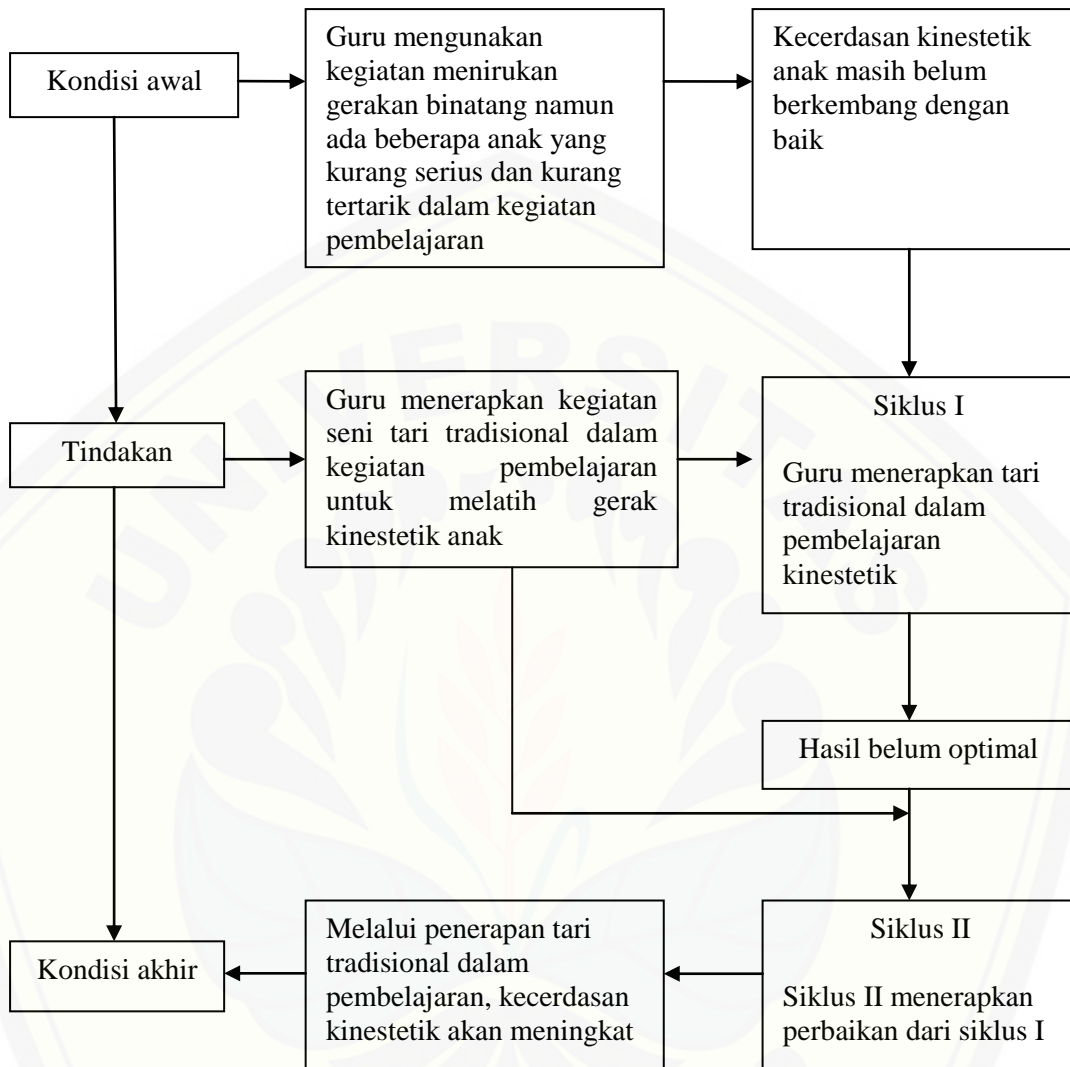 Kondisi awal
Guru mengunakan
kegiatan menirukan
gerakan binatang namun
ada beberapa anak yang
kurang serius dan kurang
tertarik dalam kegiatan
pembelajaran
Kecerdasan kinestetik
anak masih belum
berkembang dengan
baik
Tindakan
Guru menerapkan kegiatan
seni tari tradisional dalam
kegiatan pembelajaran
untuk melatih gerak
kinestetik anak
Siklus I
Guru menerapkan tari
tradisional dalam
pembelajaran
kinestetik
Hasil belum optimal
Kondisi akhir
Melalui penerapan tari
tradisional dalam
pembelajaran, kecerdasan
kinestetik akan meningkat
Siklus II
Siklus II menerapkan
perbaikan dari siklus I
UNIVERSITAS